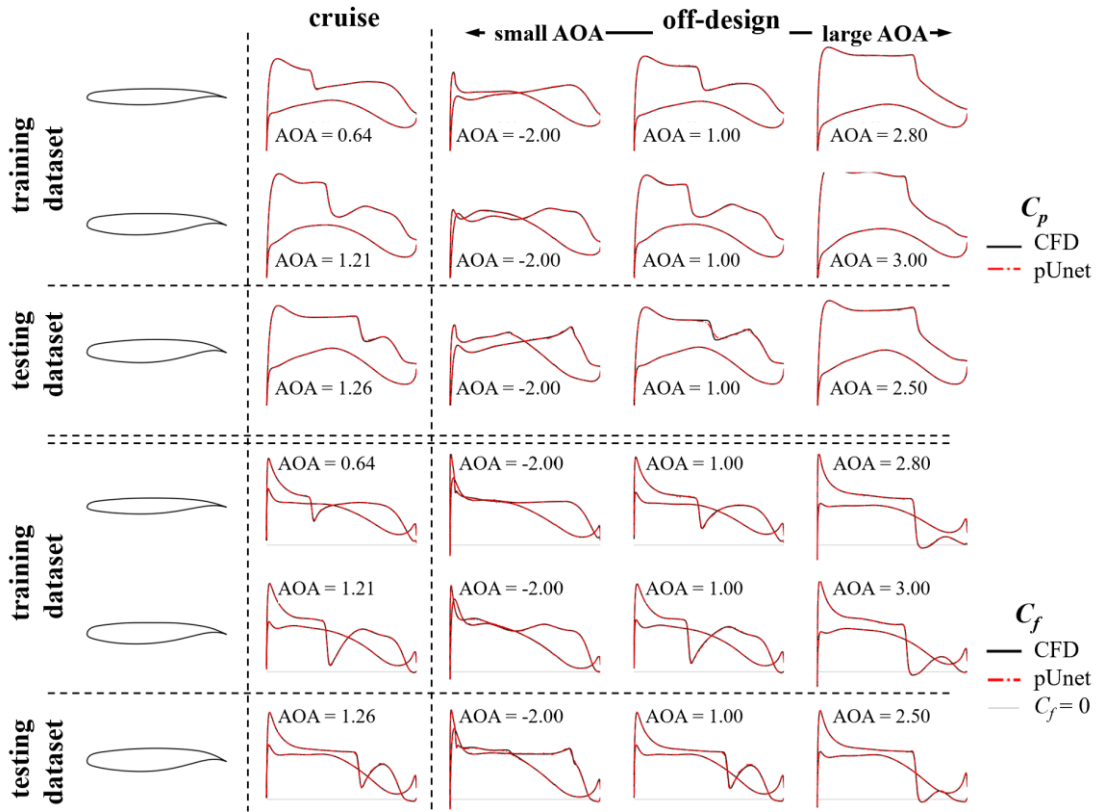 cruise
off-design
small AOA
large AOA
training
dataset
AOA = 0.64
AOA = -2.00
AOA = 1.00
AOA = 2.80
AOA = 1.21
AOA = -2.00
AOA = 1.00
AOA = 3.00
Cp
CFD
pUnet
testing
dataset
AOA = 1.26
AOA = -2.00
AOA = 1.00
AOA = 2.50
training
dataset
AOA = 0.64
AOA = -2.00
AOA = 1.00
AOA = 2.80
AOA = 1.21
AOA = -2.00
AOA = 1.00
AOA = 3.00
Cf
CFD
pUnet
Cf = 0
testing
dataset
AOA = 1.26
AOA = -2.00
AOA = 1.00
AOA = 2.50